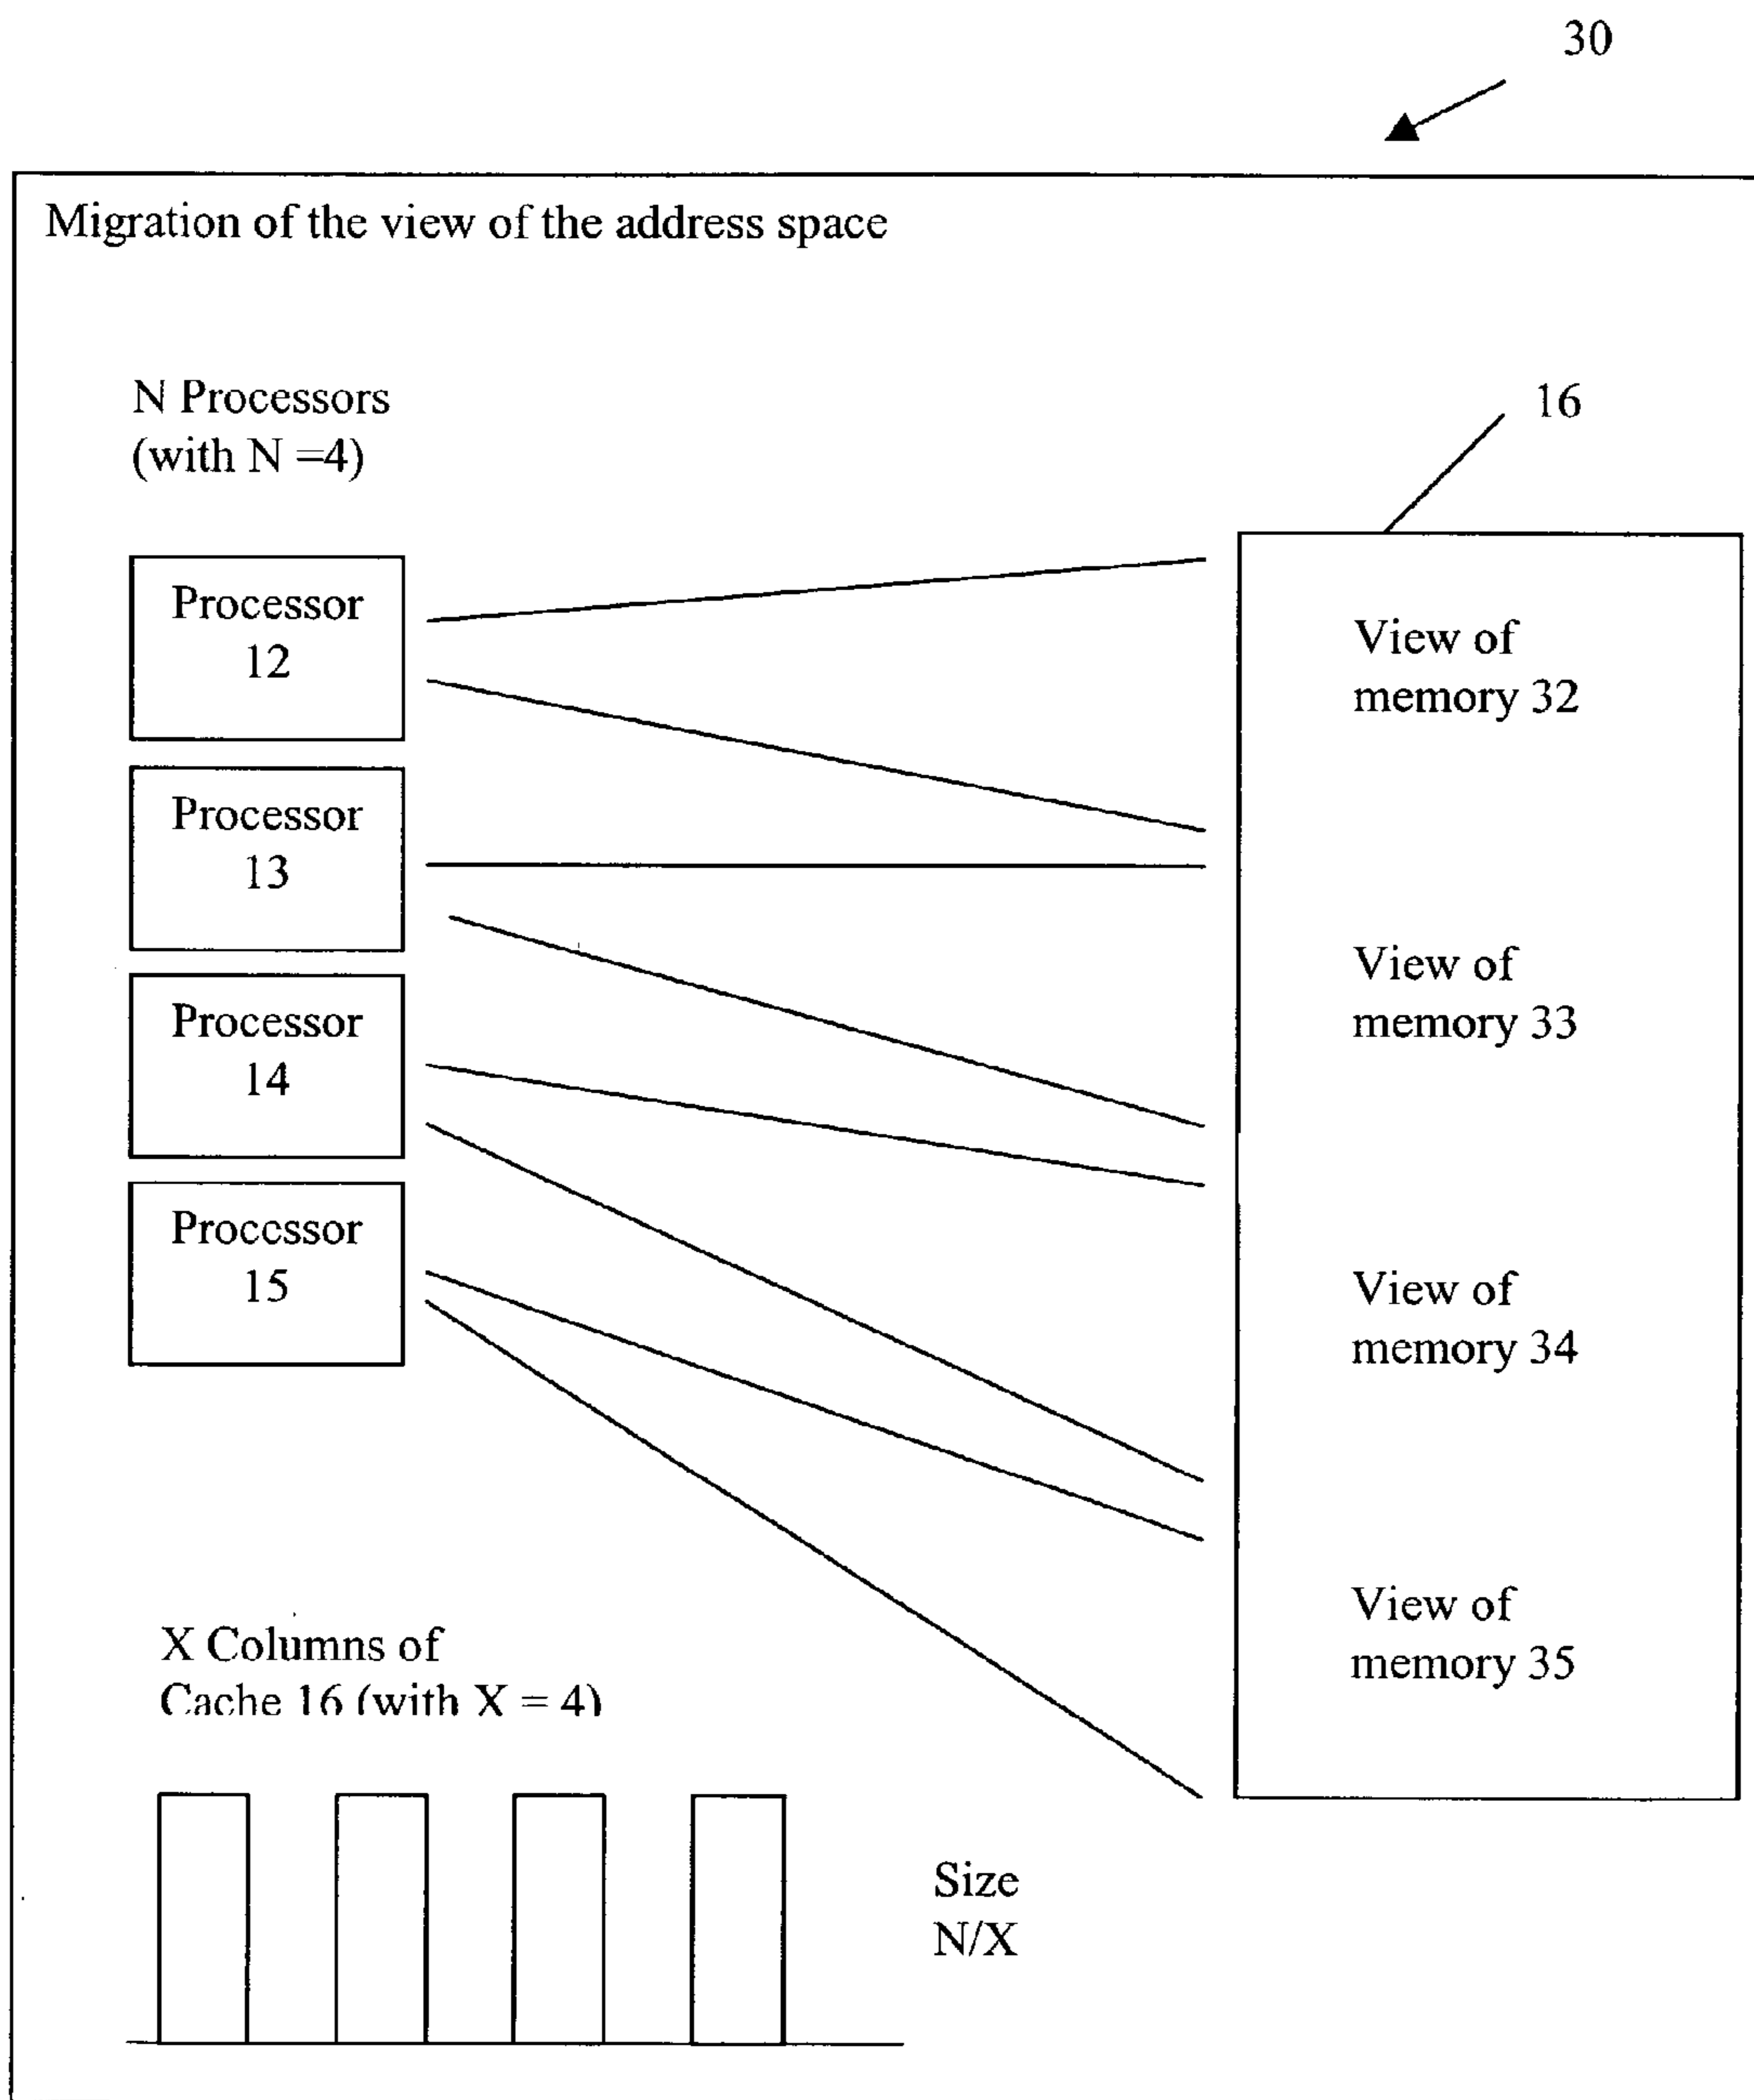 30
Migration of the view of the address space
N Processors
(with N =4)
16
Processor
12
View of
memory 32
Processor
13
View of
memory 33
Processor
14
Processor
15
View of
memory 34
View of
memory 35
X Columns of
Cache 16 (with X = 4)
Size
N/X